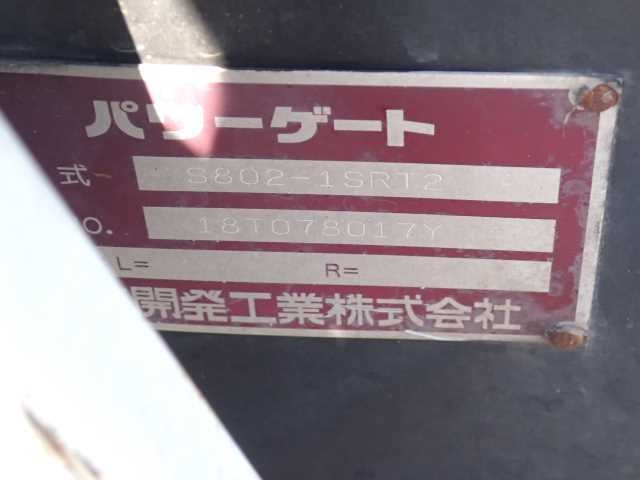 パワーゲート
式 S802-1SRT2
O. 18T078017Y
L= R=
開発工業株式会社